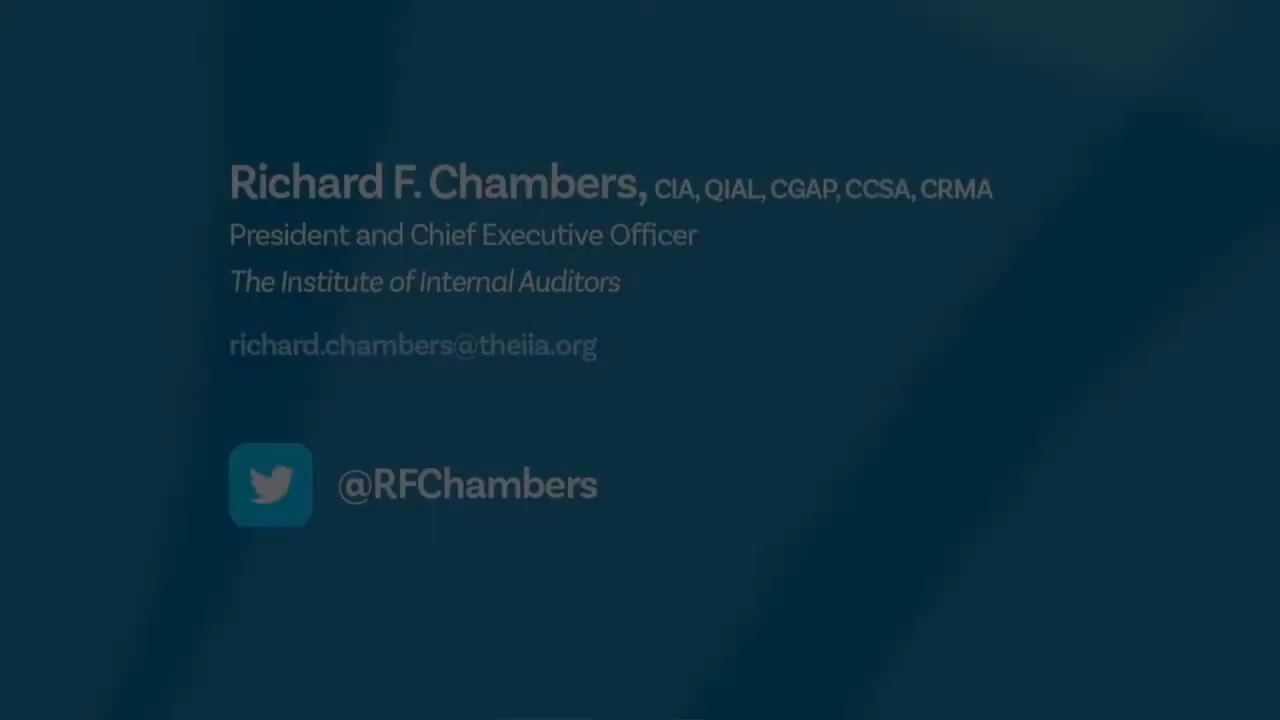 Richard F. Chambers, CIA, QIAL, CGAP, CCSA, CRMA
President and Chief Executive Officer
The Institute of Internal Auditors
richard.chambers@theiia.org
@RFChambers